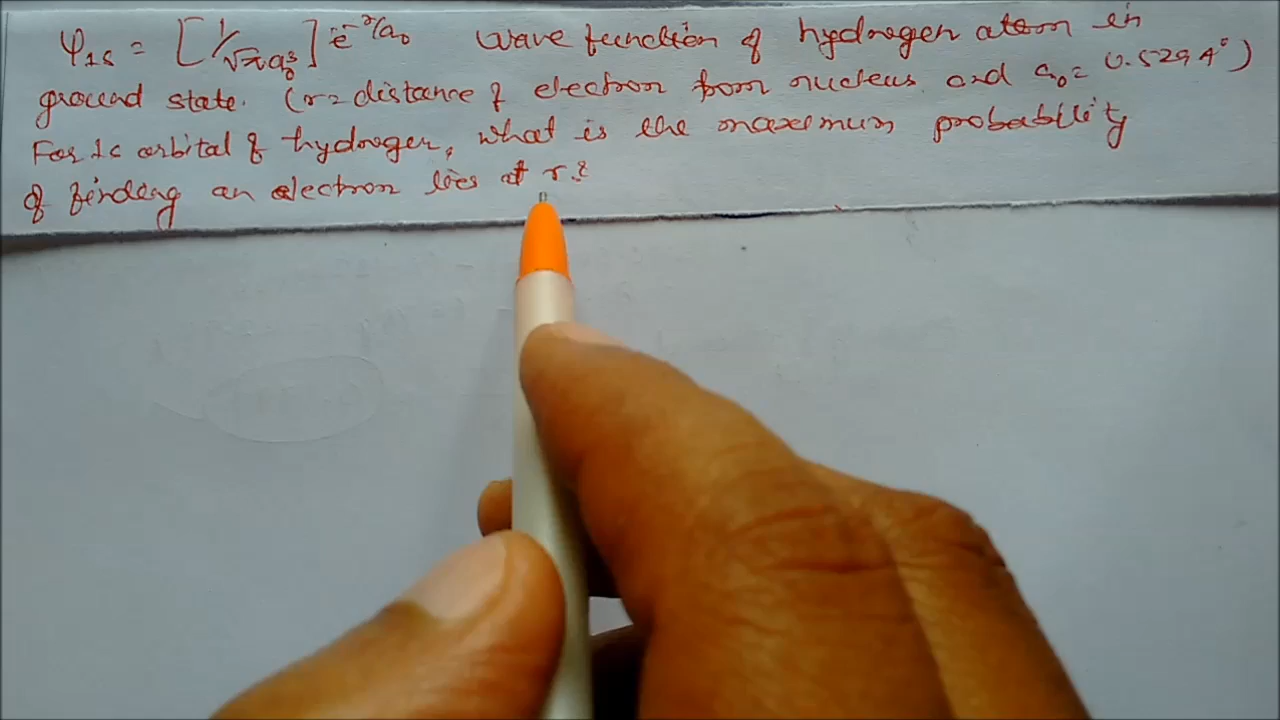 ψ1s = [1/√πa₀³] e^-r/a₀ wave function of hydrogen atom in
ground state. (r = distance of electron from nucleus and a₀ = 0.529 A°)
For 1s orbital of hydrogen, what is the maximum probability
of finding an electron lies at r?